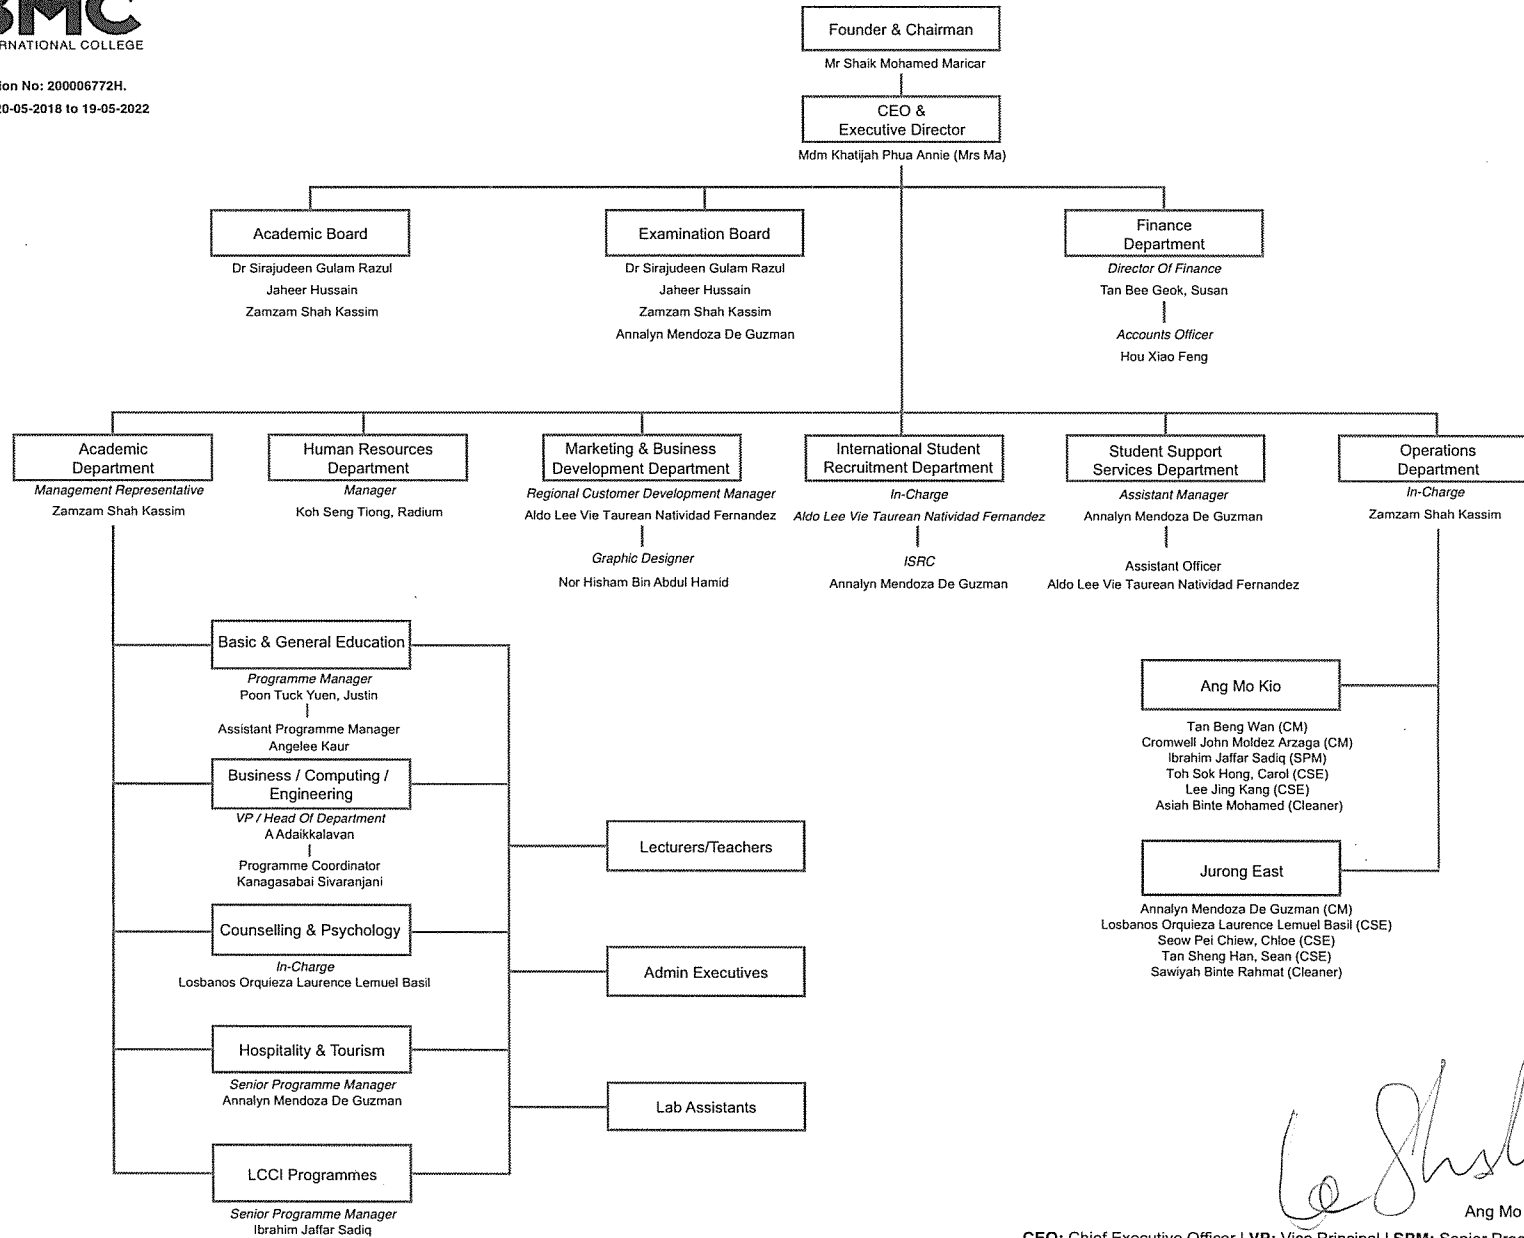 BMC
ERNATIONAL COLLEGE
ion No: 200006772H.
20-05-2018 to 19-05-2022
Founder & Chairman
Mr Shaik Mohamed Maricar
CEO &
Executive Director
Mdm Khatijah Phua Annie (Mrs Ma)
Academic Board
Dr Sirajudeen Gulam Razul
Jaheer Hussain
Zamzam Shah Kassim
Examination Board
Dr Sirajudeen Gulam Razul
Jaheer Hussain
Zamzam Shah Kassim
Annalyn Mendoza De Guzman
Finance
Department
Director Of Finance
Tan Bee Geok, Susan
Accounts Officer
Hou Xiao Feng
Academic
Department
Management Representative
Zamzam Shah Kassim
Human Resources
Department
Manager
Koh Seng Tiong, Radium
Marketing & Business
Development Department
Regional Customer Development Manager
Aldo Lee Vie Taurean Natividad Fernandez
Graphic Designer
Nor Hisham Bin Abdul Hamid
International Student
Recruitment Department
In-Charge
Aldo Lee Vie Taurean Natividad Fernandez
ISRC
Annalyn Mendoza De Guzman
Student Support
Services Department
Assistant Manager
Annalyn Mendoza De Guzman
Assistant Officer
Aldo Lee Vie Taurean Natividad Fernandez
Operations
Department
In-Charge
Zamzam Shah Kassim
Basic & General Education
Programme Manager
Poon Tuck Yuen, Justin
Assistant Programme Manager
Angelee Kaur
Business / Computing /
Engineering
VP / Head Of Department
A Adaikkalavan
Programme Coordinator
Kanagasabai Sivaranjani
Counselling & Psychology
In-Charge
Losbanos Orquieza Laurence Lemuel Basil
Hospitality & Tourism
Senior Programme Manager
Annalyn Mendoza De Guzman
LCCI Programmes
Senior Programme Manager
Ibrahim Jaffar Sadiq
Lecturers/Teachers
Admin Executives
Lab Assistants
Ang Mo Kio
Tan Beng Wan (CM)
Cromwell John Moldez Arzaga (CM)
Ibrahim Jaffar Sadiq (SPM)
Toh Sok Hong, Carol (CSE)
Lee Jing Kang (CSE)
Asiah Binte Mohamed (Cleaner)
Jurong East
Annalyn Mendoza De Guzman (CM)
Losbanos Orquieza Laurence Lemuel Basil (CSE)
Seow Pei Chiew, Chloe (CSE)
Tan Sheng Han, Sean (CSE)
Sawiyah Binte Rahmat (Cleaner)
Ang Mo
CEO: Chief Executive Officer | VP: Vice Principal | SPM: Senior Prog